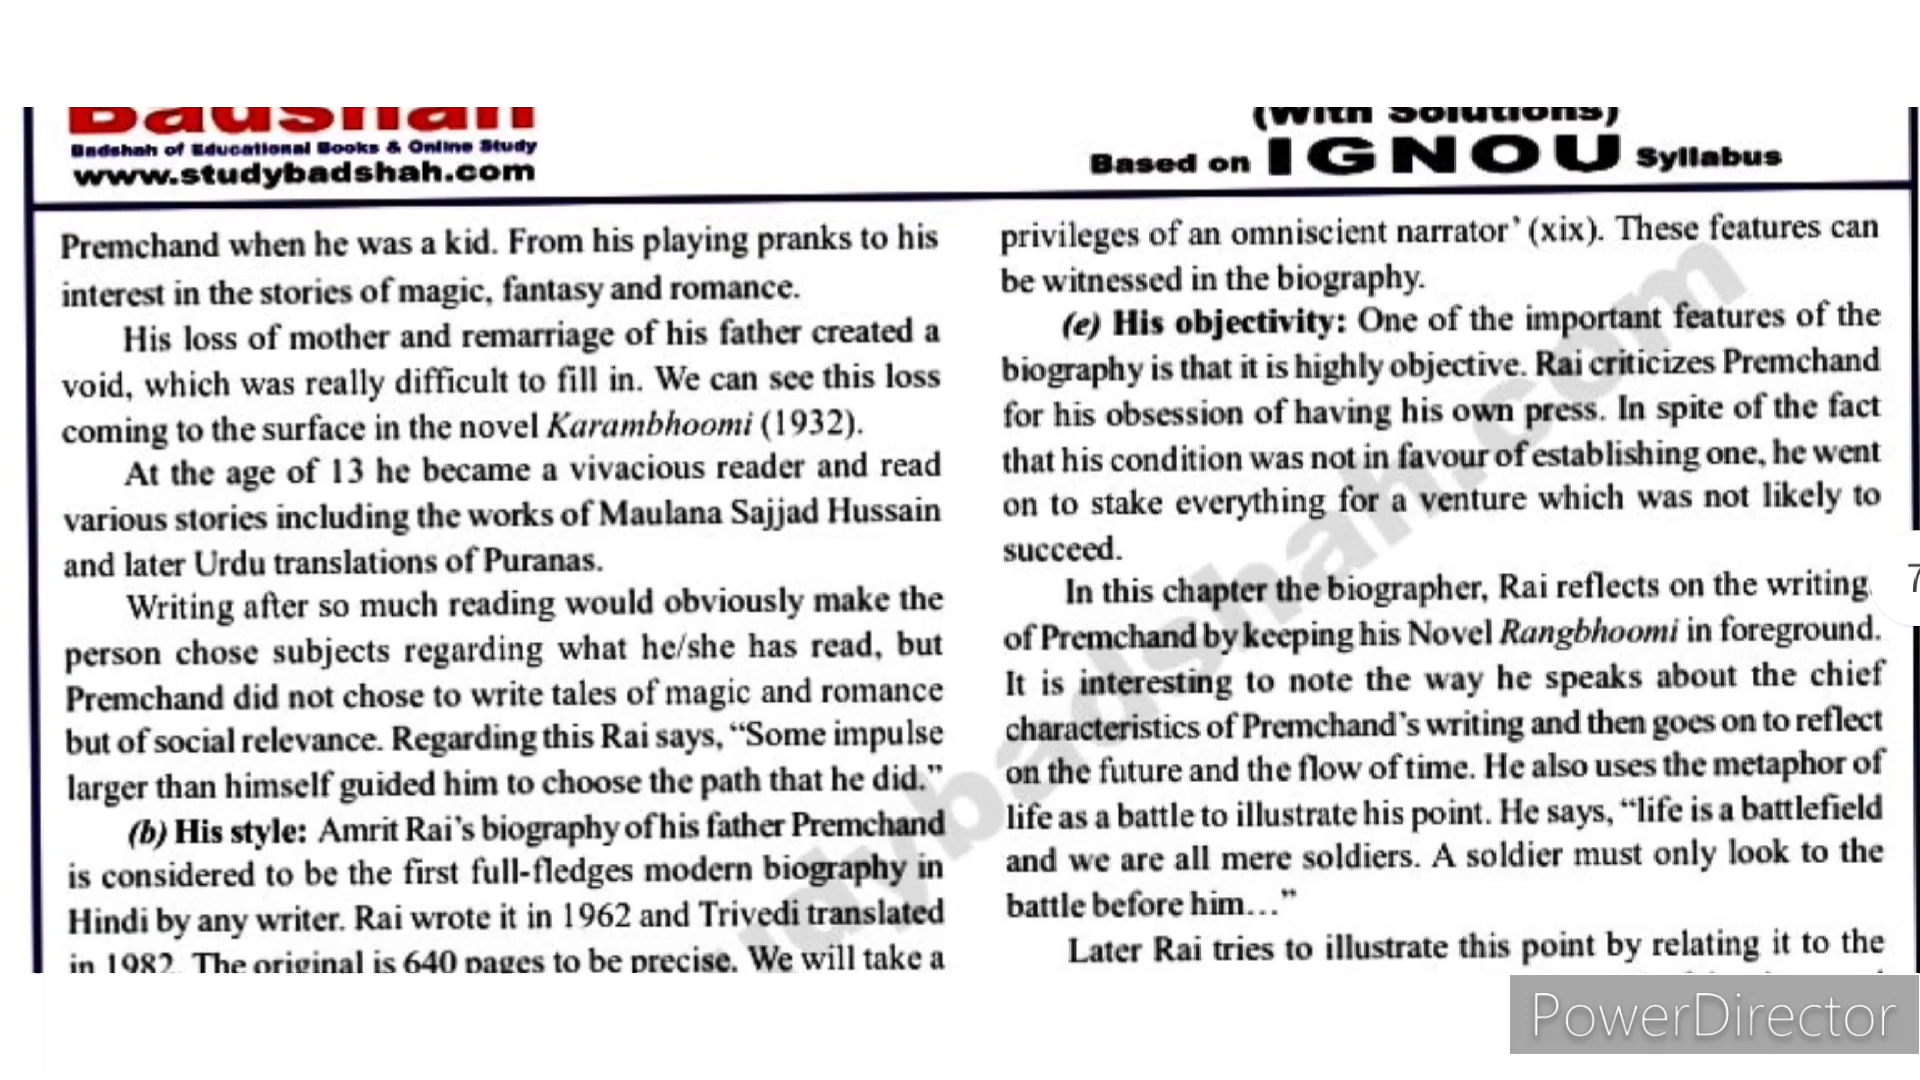 Badshah
Badshah of Educational Books & Online Study
www.studybadshah.com
(With Solutions)
Based on IGNOU Syllabus
Premchand when he was a kid. From his playing pranks to his
interest in the stories of magic, fantasy and romance.
His loss of mother and remarriage of his father created a
void, which was really difficult to fill in. We can see this loss
coming to the surface in the novel Karambhoomi (1932).
At the age of 13 he became a vivacious reader and read
various stories including the works of Maulana Sajjad Hussain
and later Urdu translations of Puranas.
Writing after so much reading would obviously make the
person chose subjects regarding what he/she has read, but
Premchand did not chose to write tales of magic and romance
but of social relevance. Regarding this Rai says, “Some impulse
larger than himself guided him to choose the path that he did.”
(b) His style: Amrit Rai’s biography of his father Premchand
is considered to be the first full-fledges modern biography in
Hindi by any writer. Rai wrote it in 1962 and Trivedi translated
in 1982. The original is 640 pages to be precise. We will take a
privileges of an omniscient narrator’ (xix). These features can
be witnessed in the biography.
(e) His objectivity: One of the important features of the
biography is that it is highly objective. Rai criticizes Premchand
for his obsession of having his own press. In spite of the fact
that his condition was not in favour of establishing one, he went
on to stake everything for a venture which was not likely to
succeed.
In this chapter the biographer, Rai reflects on the writing
of Premchand by keeping his Novel Rangbhoomi in foreground.
It is interesting to note the way he speaks about the chief
characteristics of Premchand’s writing and then goes on to reflect
on the future and the flow of time. He also uses the metaphor of
life as a battle to illustrate his point. He says, “life is a battlefield
and we are all mere soldiers. A soldier must only look to the
battle before him…”
Later Rai tries to illustrate this point by relating it to the
7
studybadshah.com
PowerDirector